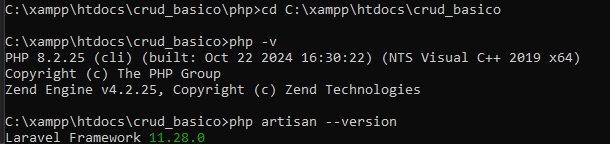 C:\xampp\htdocs\crud_basico\php>cd C:\xampp\htdocs\crud_basico
C:\xampp\htdocs\crud_basico>php -v
PHP 8.2.25 (cli) (built: Oct 22 2024 16:30:22) (NTS Visual C++ 2019 x64)
Copyright (c) The PHP Group
Zend Engine v4.2.25, Copyright (c) Zend Technologies
C:\xampp\htdocs\crud_basico>php artisan --version
Laravel Framework 11.28.0